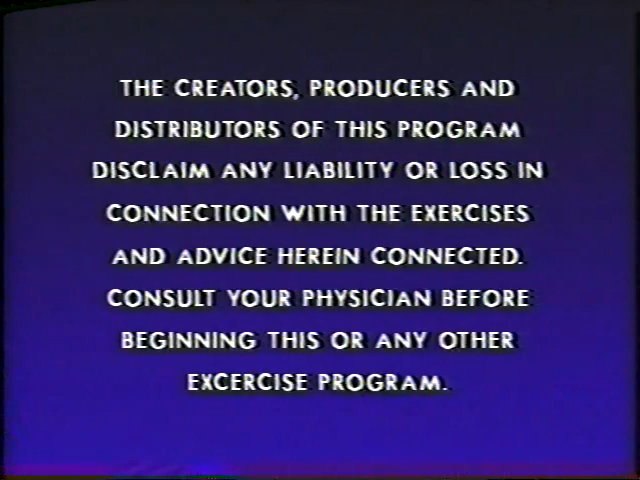 THE CREATORS, PRODUCERS AND
DISTRIBUTORS OF THIS PROGRAM
DISCLAIM ANY LIABILITY OR LOSS IN
CONNECTION WITH THE EXERCISES
AND ADVICE HEREIN CONNECTED.
CONSULT YOUR PHYSICIAN BEFORE
BEGINNING THIS OR ANY OTHER
EXCERCISE PROGRAM.